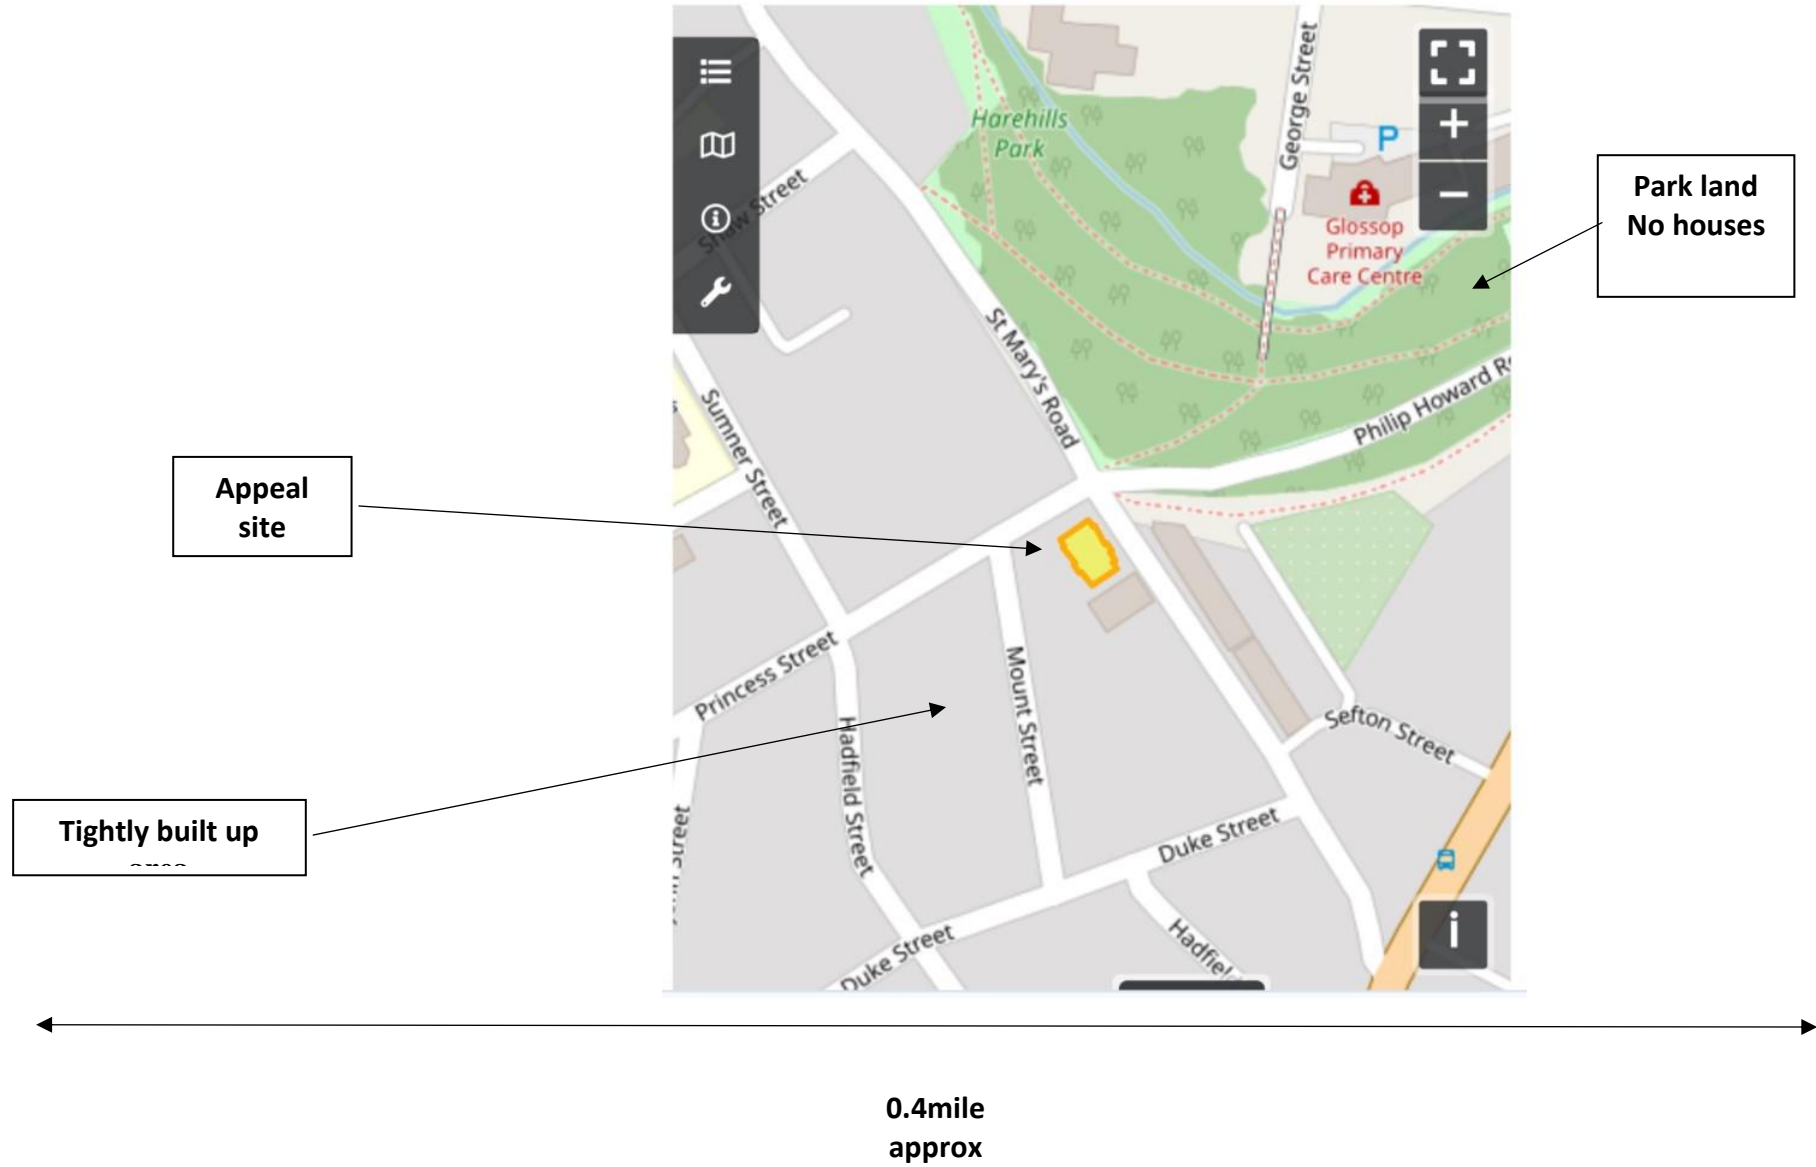 George Street
Harehills
Park
P
Park land
No houses
Street
Glossop
Primary
Care Centre
St Mary's Road
Philip Howard
Sumner Street
Appeal
site
Princess Street
Mount Street
Hadfield Street
Sefton Street
Tightly built up
Duke Street
Street
Duke Street
i
0.4mile
approx